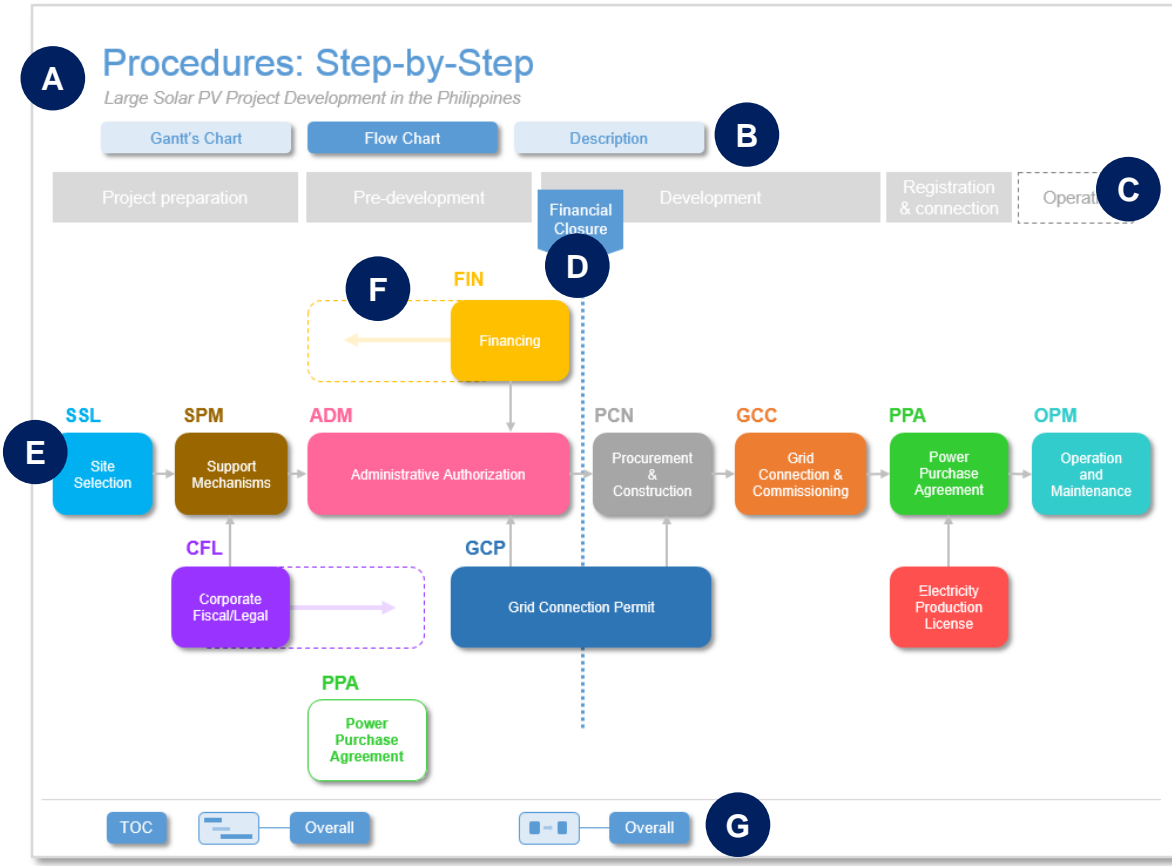 A
Procedures: Step-by-Step
Large Solar PV Project Development in the Philippines
Gantt's Chart
Flow Chart
Description
B
Project preparation
Pre-development
Development
Registration
& connection
Operati
C
Financial
Closure
D
F
FIN
Financing
E
SSL
Site
Selection
SPM
Support
Mechanisms
ADM
Administrative Authorization
PCN
Procurement
&
Construction
GCC
Grid
Connection &
Commissioning
PPA
Power
Purchase
Agreement
OPM
Operation
and
Maintenance
CFL
Corporate
Fiscal/Legal
GCP
Grid Connection Permit
Electricity
Production
License
PPA
Power
Purchase
Agreement
TOC
Overall
Overall
G